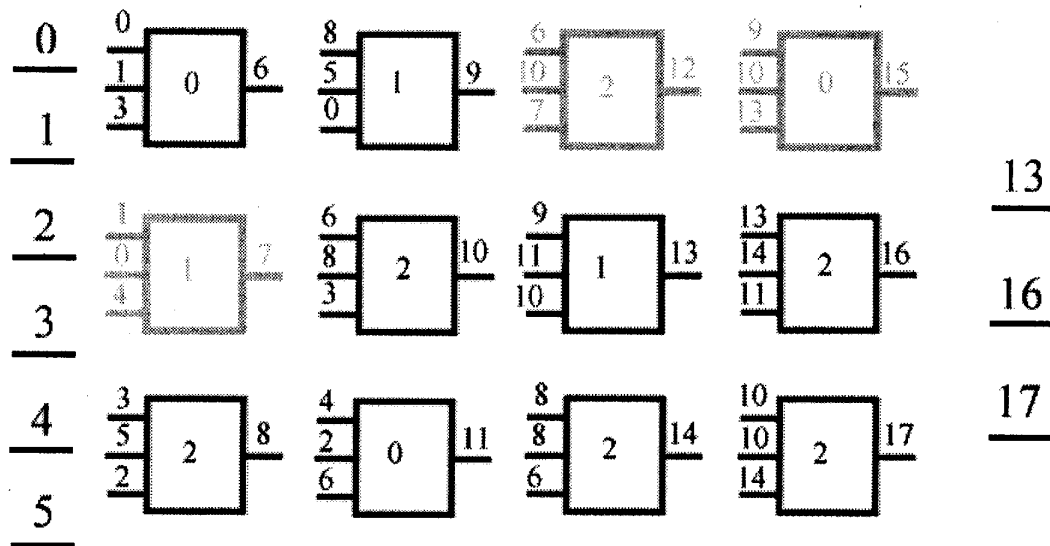 0
1
2
3
4
5
0 1 3 0 6
8 5 0 1 9
6 10 7 2 12
9 10 13 0 15
1 0 4 1 7
6 8 3 2 10
9 11 10 1 13
13 14 11 2 16
3 5 2 2 8
4 2 6 0 11
8 8 6 2 14
10 10 14 2 17
13
16
17